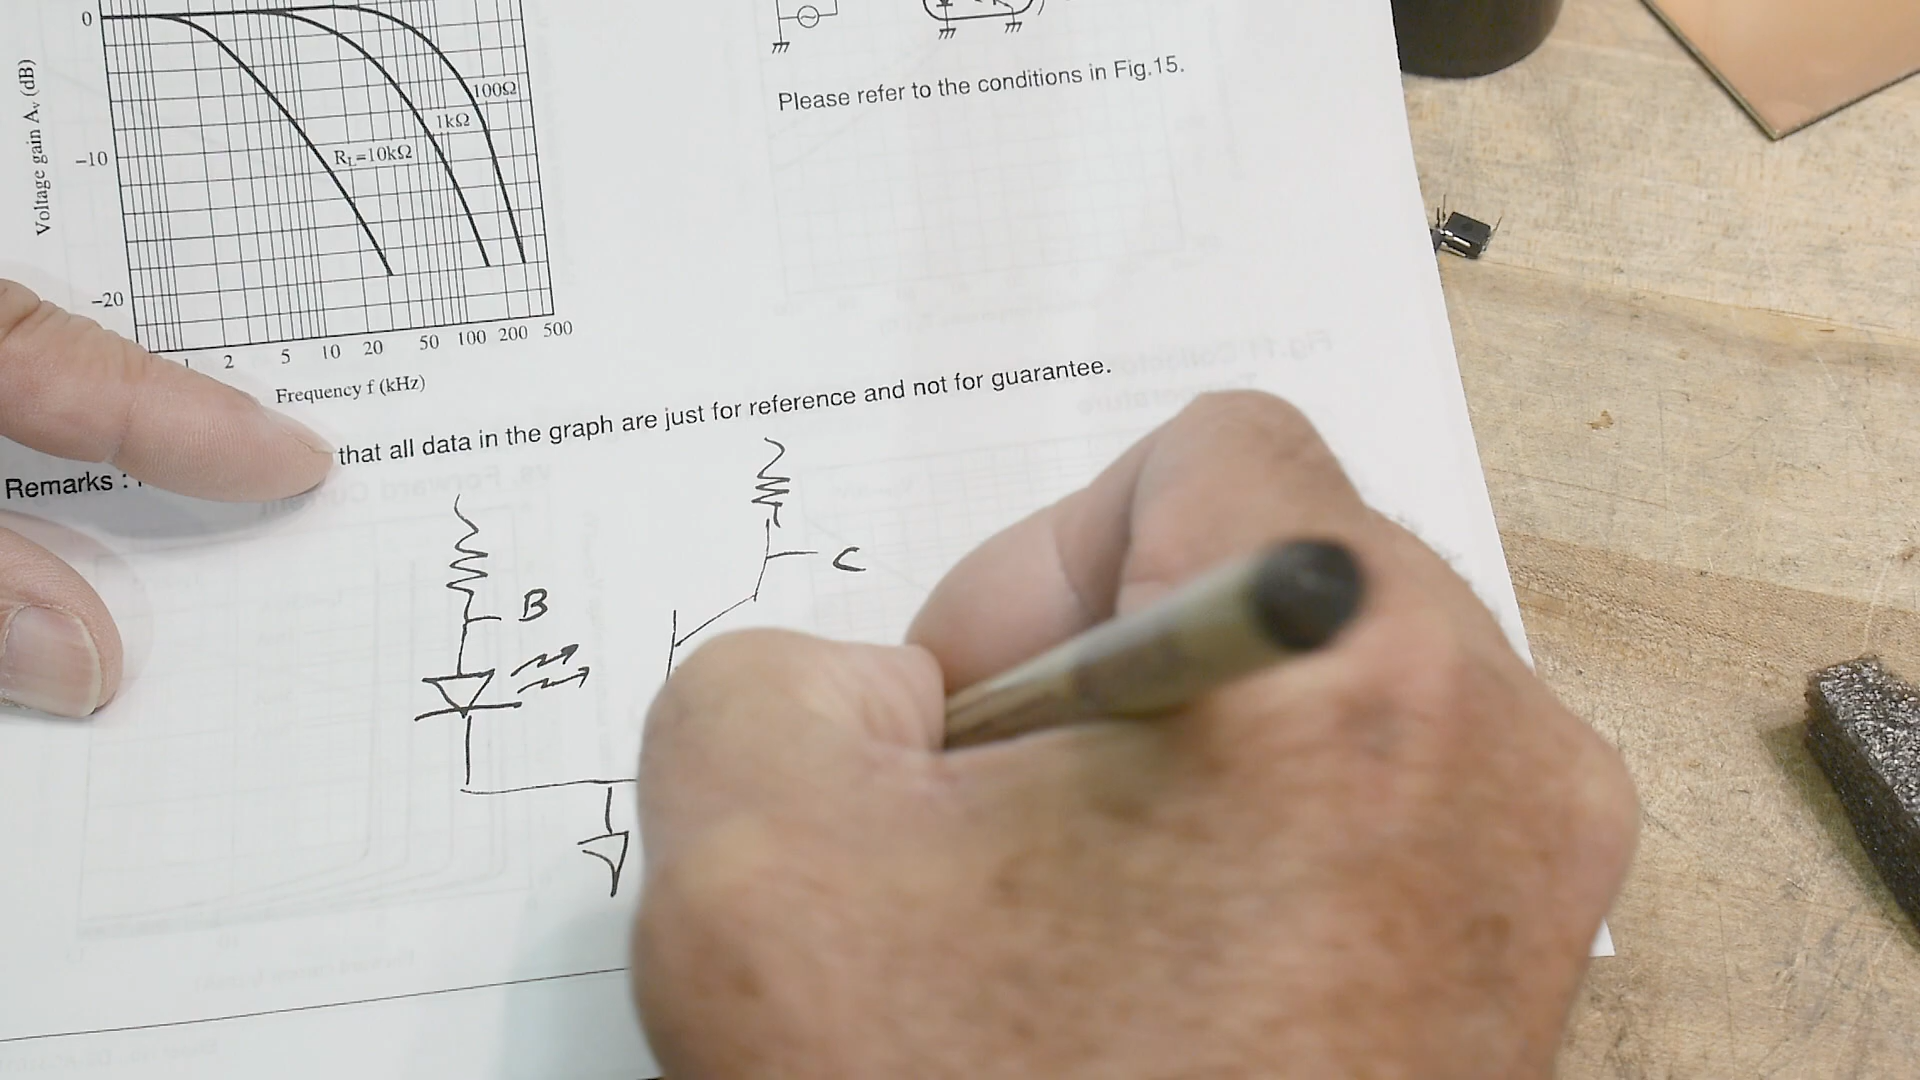 0
Voltage gain Av (dB)
100Ω
1kΩ
RL=10kΩ
−10
−20
1 2 5 10 20 50 100 200 500
Frequency f (kHz)
Please refer to the conditions in Fig.15.
Remarks : that all data in the graph are just for reference and not for guarantee.
C
B